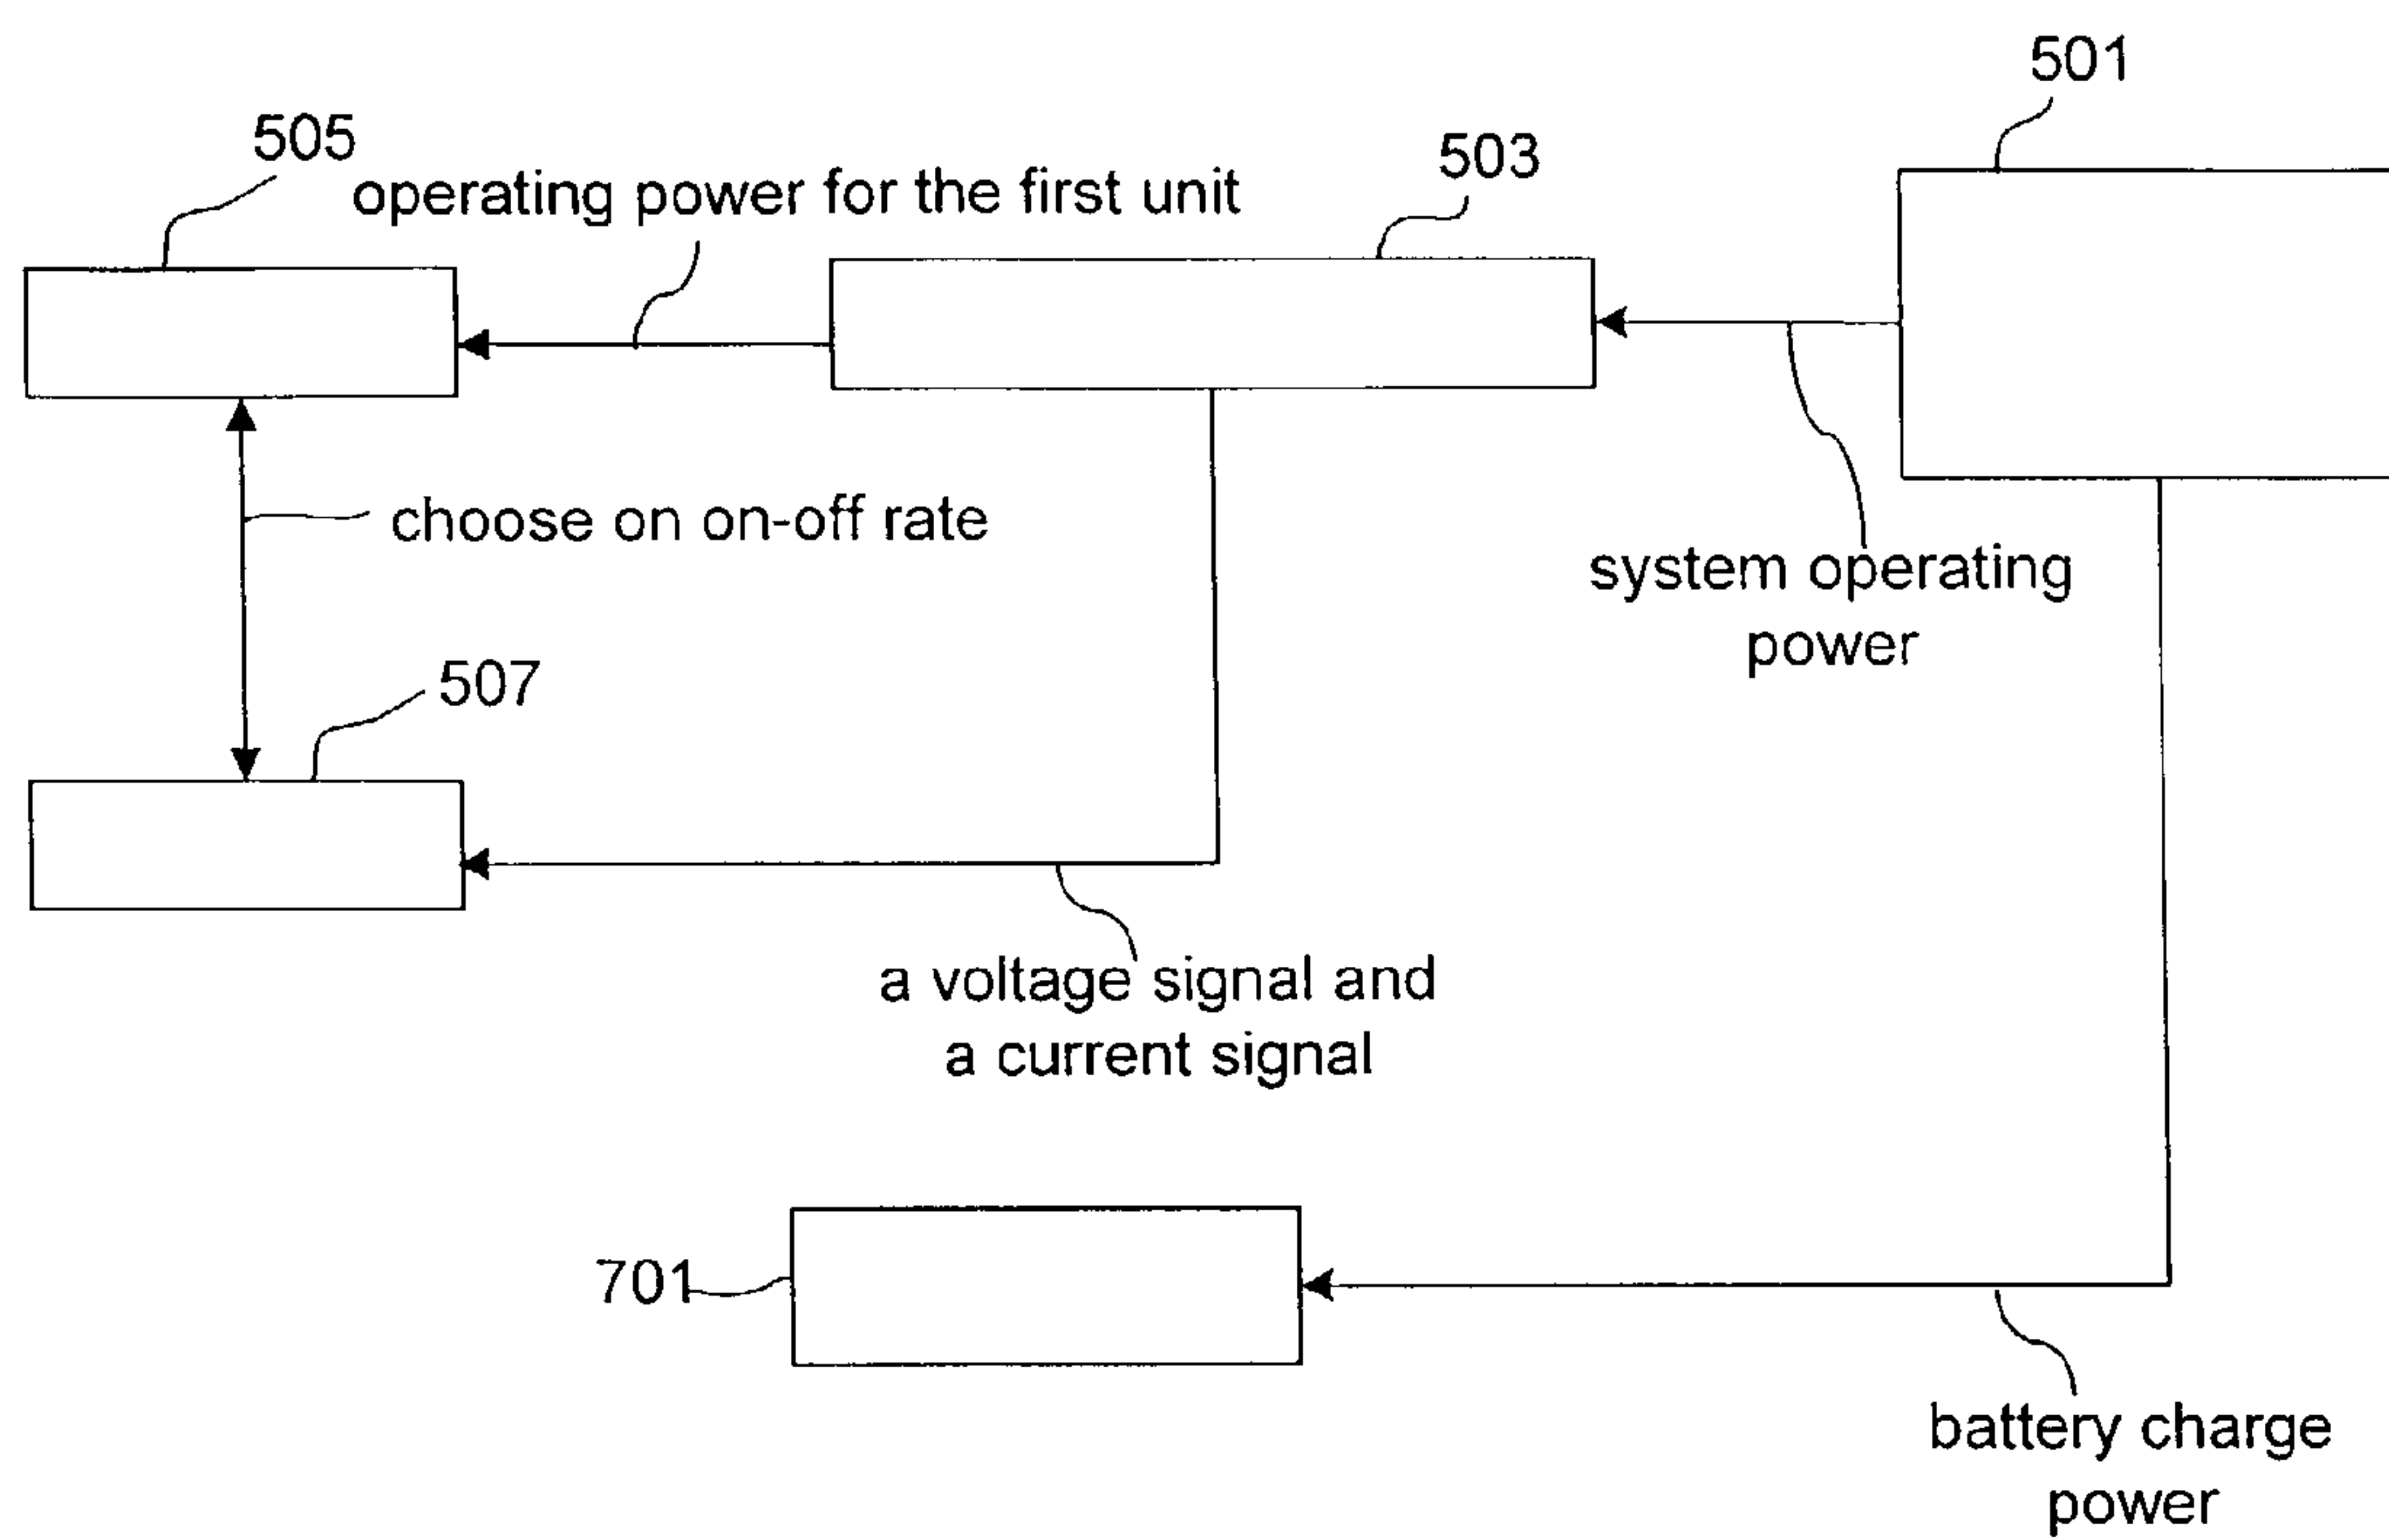 501
505
503
operating power for the first unit
choose on on-off rate
system operating
power
507
a voltage signal and
a current signal
701
battery charge
power